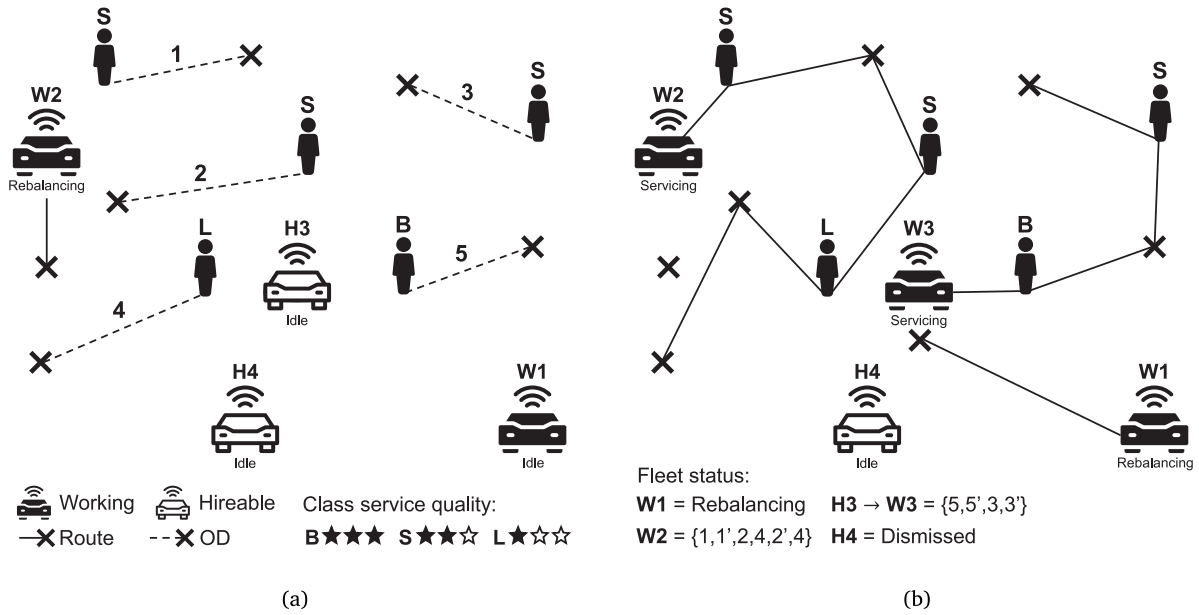 S
1
W2
Rebalancing
3
S
S
2
L
H3
Idle
B
5
4
H4
Idle
W1
Idle
Working
Hireable
Route
OD
Class service quality:
B★★★ S★★☆ L★☆☆
(a)
S
W2
Servicing
S
S
L
W3
Servicing
B
H4
Idle
W1
Rebalancing
Fleet status:
W1 = Rebalancing H3 → W3 = {5,5',3,3'}
W2 = {1,1',2,4,2',4} H4 = Dismissed
(b)